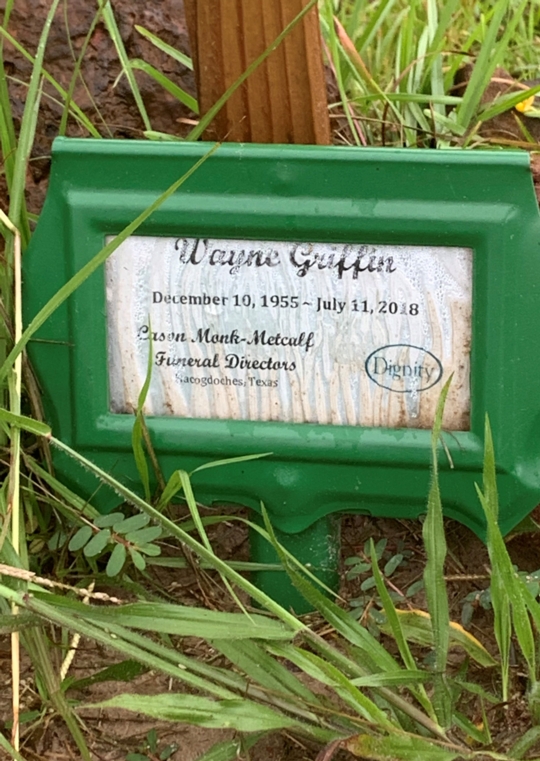 Wayne Griffin
December 10, 1955 ~ July 11, 2018
Cason Monk-Metcalf
Funeral Directors
Nacogdoches, Texas
Dignity